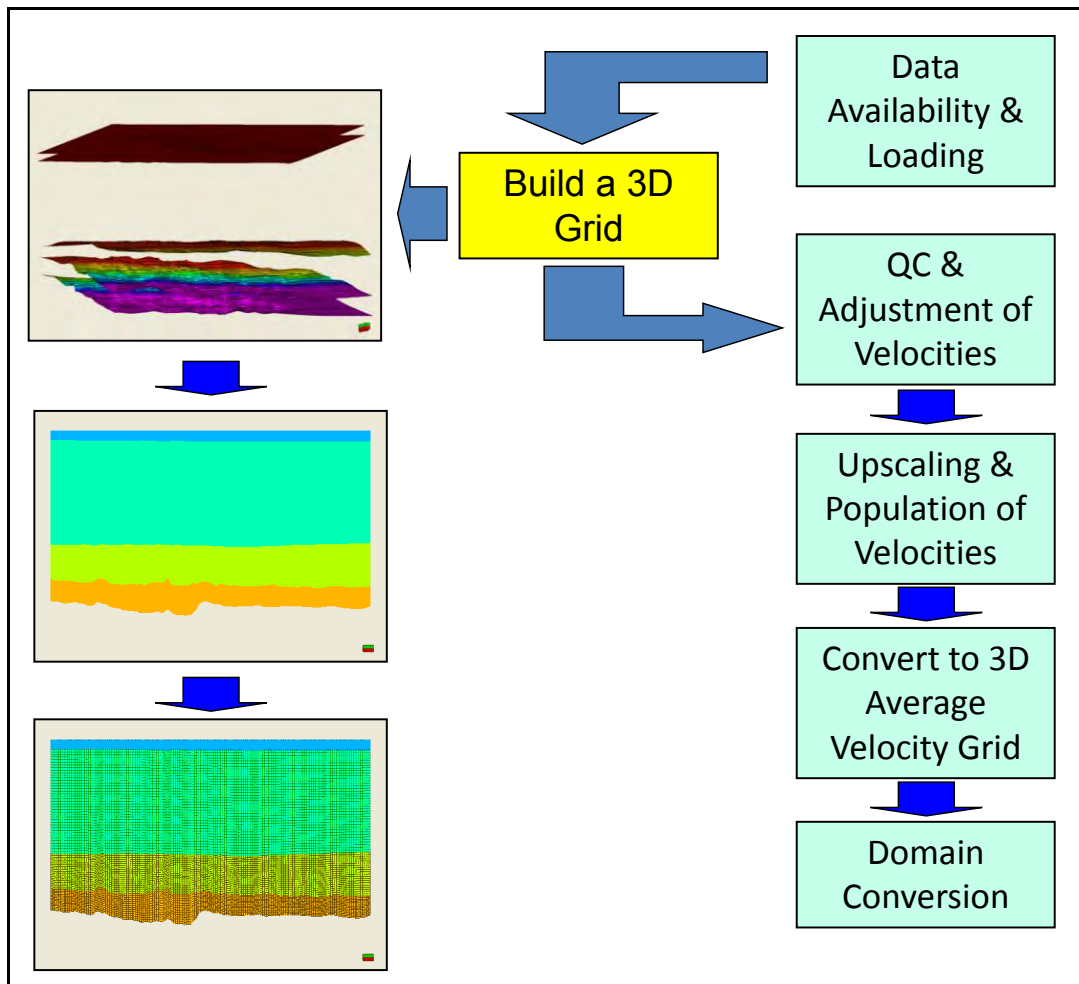 Data
Availability &
Loading
Build a 3D
Grid
QC &
Adjustment of
Velocities
Upscaling &
Population of
Velocities
Convert to 3D
Average
Velocity Grid
Domain
Conversion